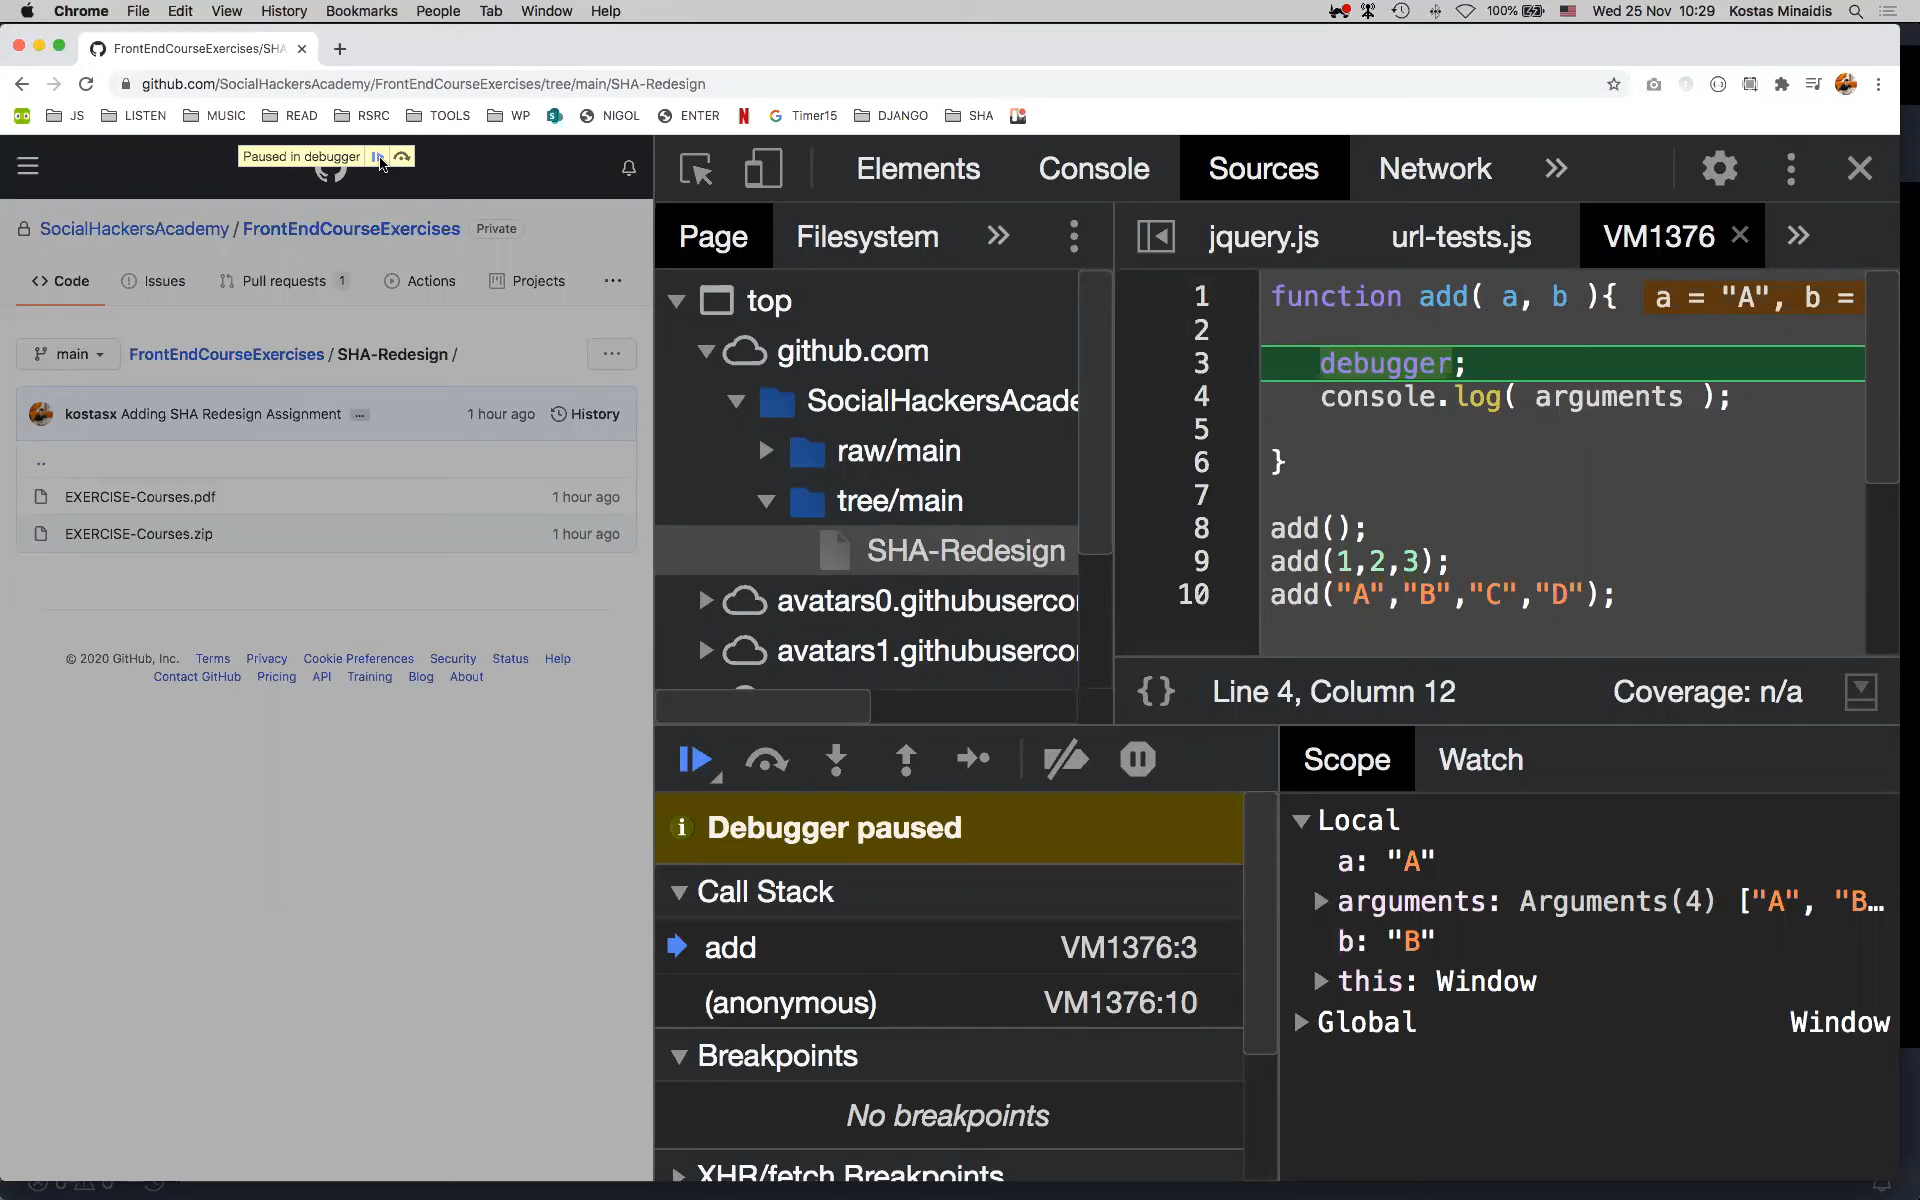 Chrome File Edit View History Bookmarks People Tab Window Help 100% Wed 25 Nov 10:29 Kostas Minaidis
FrontEndCourseExercises/SHA
github.com/SocialHackersAcademy/FrontEndCourseExercises/tree/main/SHA-Redesign
JS LISTEN MUSIC READ RSRC TOOLS WP NIGOL ENTER Timer15 DJANGO SHA
Paused in debugger
SocialHackersAcademy / FrontEndCourseExercises Private
Code Issues Pull requests 1 Actions Projects ...
main FrontEndCourseExercises / SHA-Redesign / ...
kostasx Adding SHA Redesign Assignment ... 1 hour ago History
..
EXERCISE-Courses.pdf 1 hour ago
EXERCISE-Courses.zip 1 hour ago
© 2020 GitHub, Inc. Terms Privacy Cookie Preferences Security Status Help
Contact GitHub Pricing API Training Blog About
Elements Console Sources Network »
Page Filesystem »
top
github.com
SocialHackersAcade
raw/main
tree/main
SHA-Redesign
avatars0.githubuserco
avatars1.githubuserco
jquery.js url-tests.js VM1376 »
1 function add( a, b ){ a = "A", b =
2
3 debugger;
4 console.log( arguments );
5
6 }
7
8 add();
9 add(1,2,3);
10 add("A","B","C","D");
{ } Line 4, Column 12 Coverage: n/a
Debugger paused
Call Stack
add VM1376:3
(anonymous) VM1376:10
Breakpoints
No breakpoints
XHR/fetch Breakpoints
Scope Watch
Local
a: "A"
arguments: Arguments(4) ["A", "B…
b: "B"
this: Window
Global Window